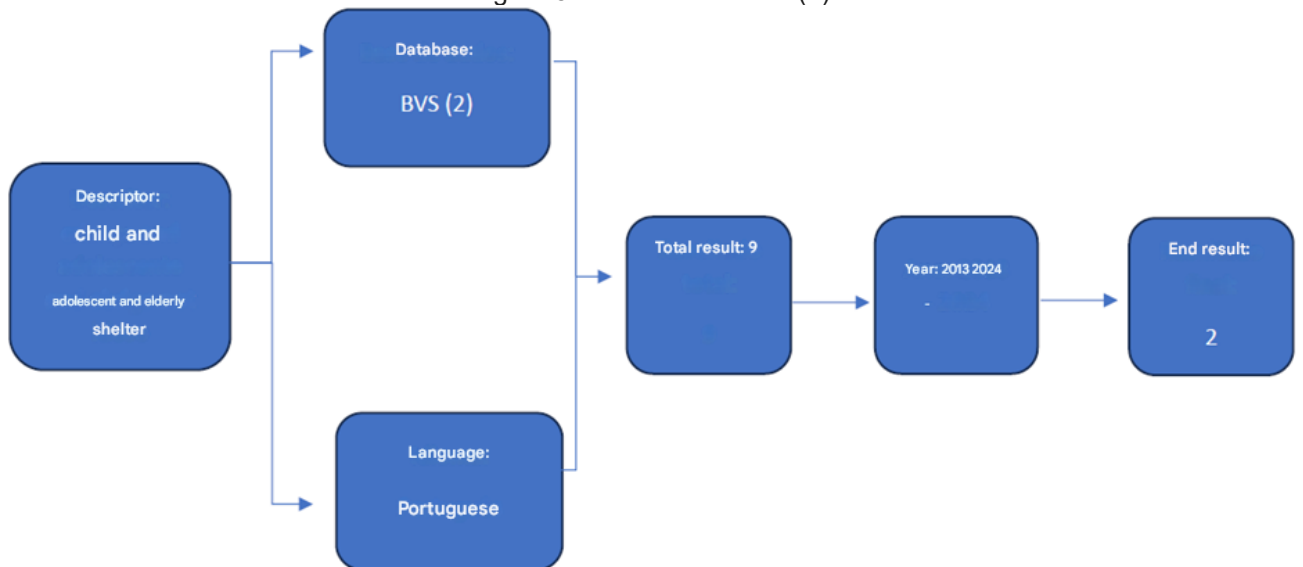 (
)
Database:
BVS (2)
Descriptor:
child and
adolescent and elderly
shelter
Total result: 9
Year: 2013 2024
-
End result:
2
Language:
Portuguese